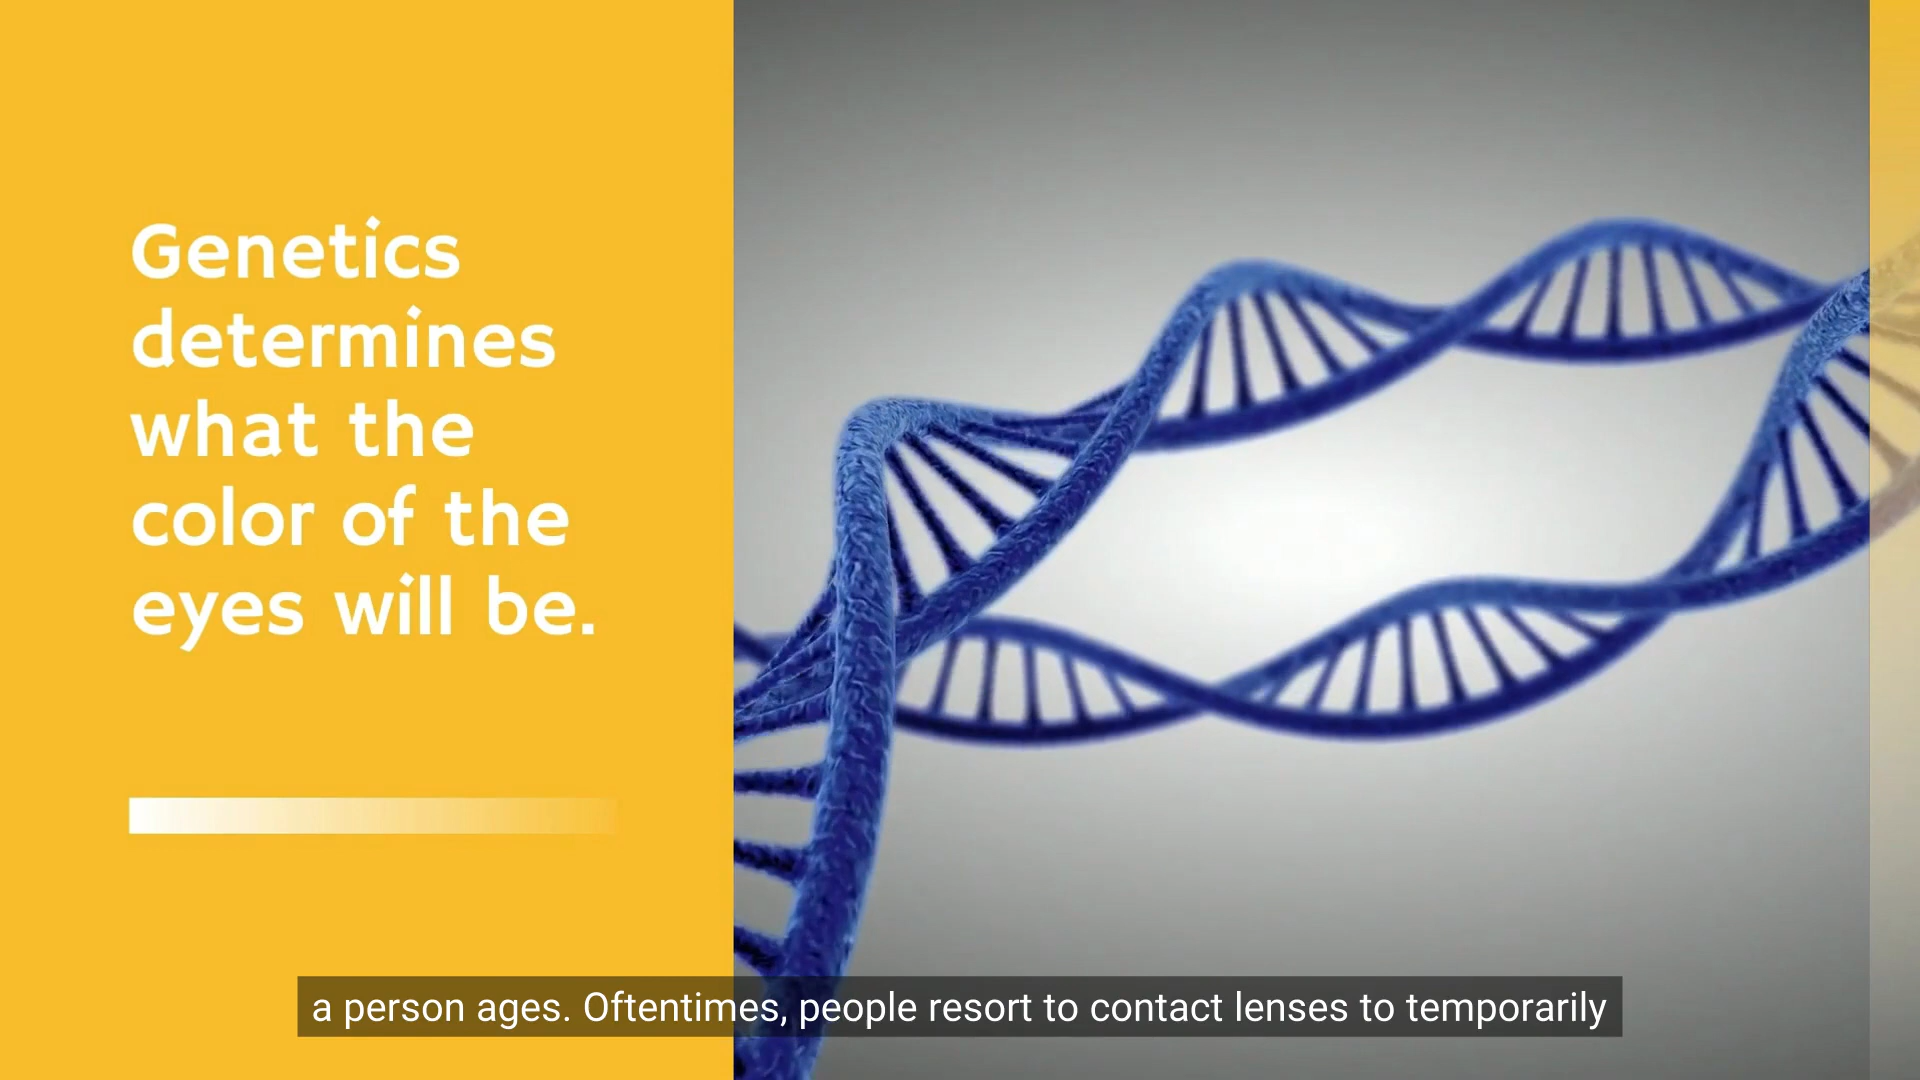 Genetics
determines
what the
color of the
eyes will be.
a person ages. Oftentimes, people resort to contact lenses to temporarily